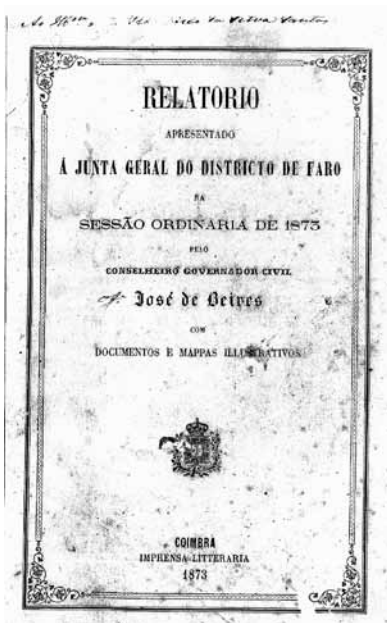 RELATORIO
APRESENTADO
Á JUNTA GERAL DO DISTRICTO DE FARO
NA
SESSÃO ORDINARIA DE 1873
PELO
CONSELHEIRO GOVERNADOR CIVIL
José de Beires
COM
DOCUMENTOS E MAPPAS ILLUSTRATIVOS
COIMBRA
IMPRENSA LITTERARIA
1873